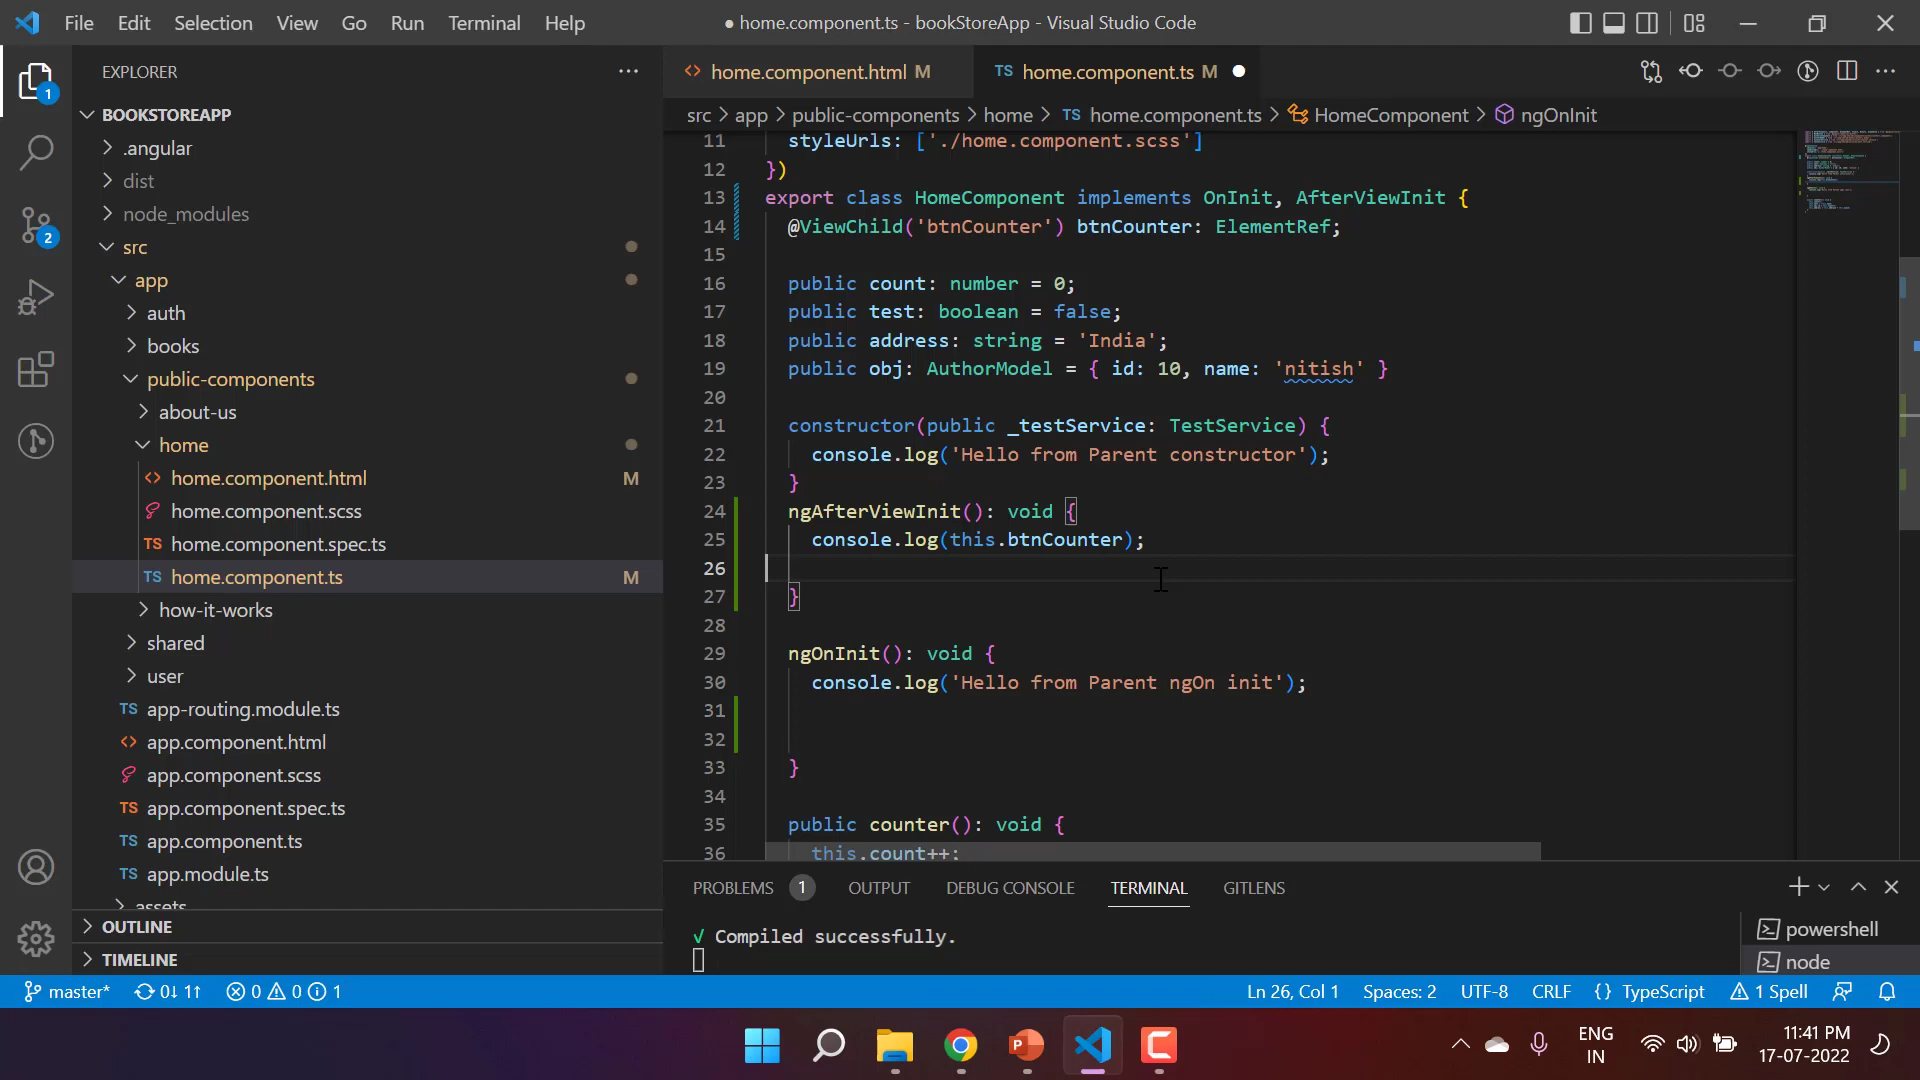 File Edit Selection View Go Run Terminal Help
● home.component.ts - bookStoreApp - Visual Studio Code
EXPLORER
BOOKSTOREAPP
.angular
dist
node_modules
src
app
auth
books
public-components
about-us
home
home.component.html M
home.component.scss
TS home.component.spec.ts
TS home.component.ts M
how-it-works
shared
user
TS app-routing.module.ts
app.component.html
app.component.scss
TS app.component.spec.ts
TS app.component.ts
TS app.module.ts
assets
OUTLINE
TIMELINE
1
2
home.component.html M
TS home.component.ts M
src > app > public-components > home > TS home.component.ts > HomeComponent > ngOnInit
11 styleUrls: ['./home.component.scss']
12 })
13 export class HomeComponent implements OnInit, AfterViewInit {
14 @ViewChild('btnCounter') btnCounter: ElementRef;
15
16 public count: number = 0;
17 public test: boolean = false;
18 public address: string = 'India';
19 public obj: AuthorModel = { id: 10, name: 'nitish' }
20
21 constructor(public _testService: TestService) {
22 console.log('Hello from Parent constructor');
23 }
24 ngAfterViewInit(): void {
25 console.log(this.btnCounter);
26
27 }
28
29 ngOnInit(): void {
30 console.log('Hello from Parent ngOn init');
31
32
33 }
34
35 public counter(): void {
36 this.count++;
PROBLEMS 1 OUTPUT DEBUG CONSOLE TERMINAL GITLENS
√ Compiled successfully.
powershell
node
master* 0↓ 1↑ 0 0 1
Ln 26, Col 1 Spaces: 2 UTF-8 CRLF {} TypeScript 1 Spell
ENG
IN
11:41 PM
17-07-2022